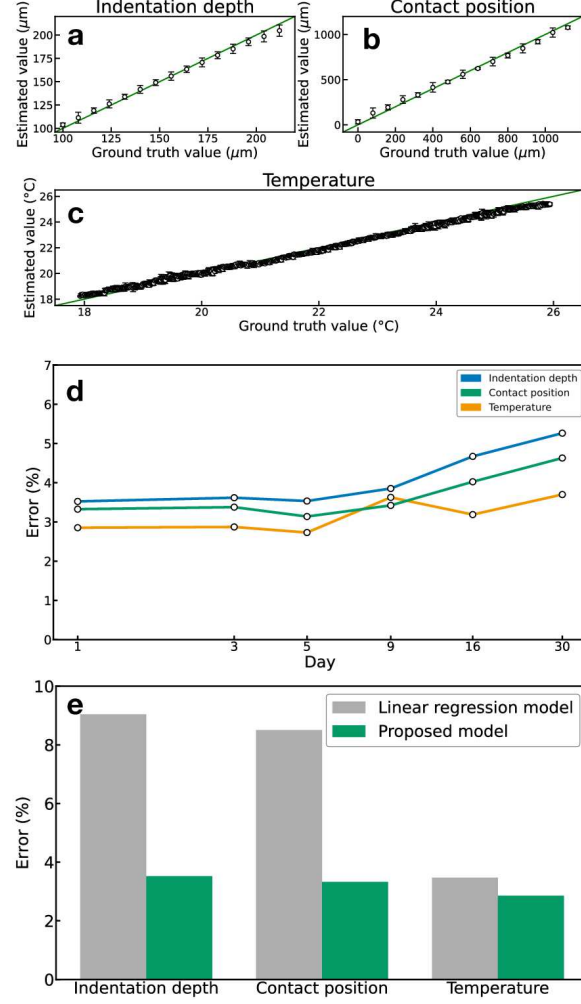 Indentation depth
a
Estimated value (μm)
200
175
150
125
100
100 125 150 175 200
Ground truth value (μm)
Contact position
b
Estimated value (μm)
1000
500
0
0 200 400 600 800 1000
Ground truth value (μm)
Temperature
c
Estimated value (°C)
26
24
22
20
18
18 20 22 24 26
Ground truth value (°C)
d
Indentation depth
Contact position
Temperature
Error (%)
7
6
5
4
3
2
1
0
1 3 5 9 16 30
Day
e
Linear regression model
Proposed model
Error (%)
10
8
6
4
2
0
Indentation depth Contact position Temperature